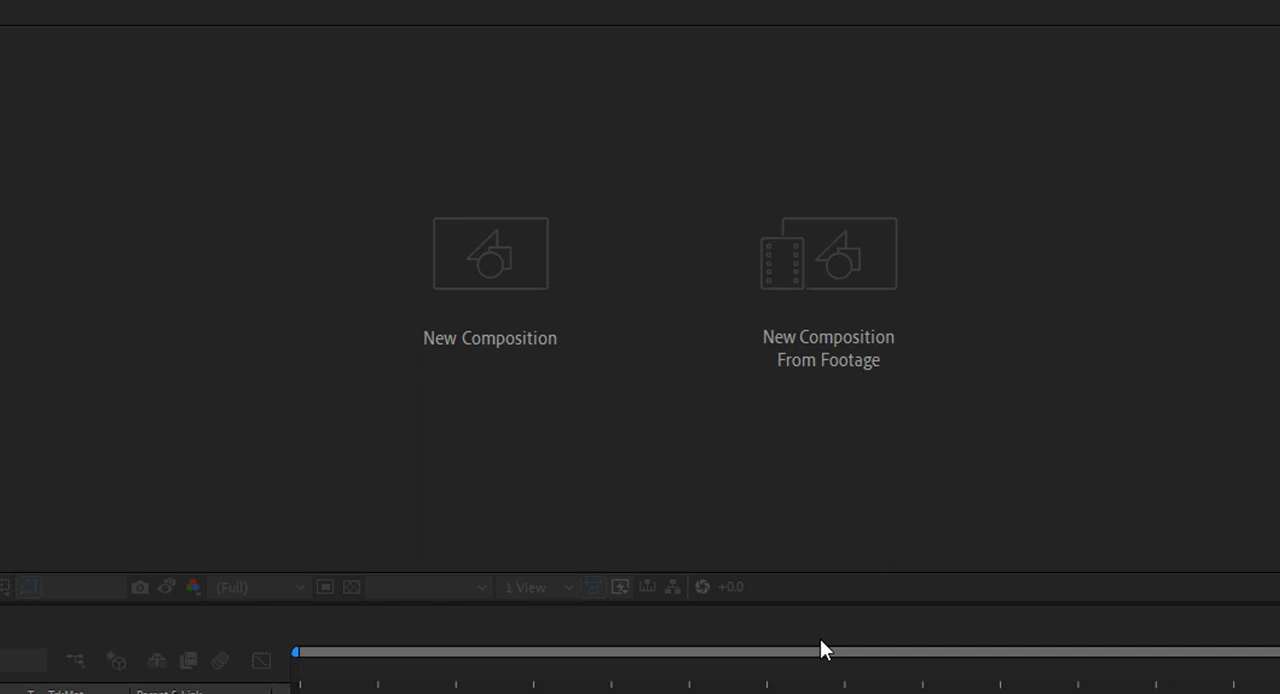 New Composition
New Composition
From Footage
(Full)
1 View
+0.0